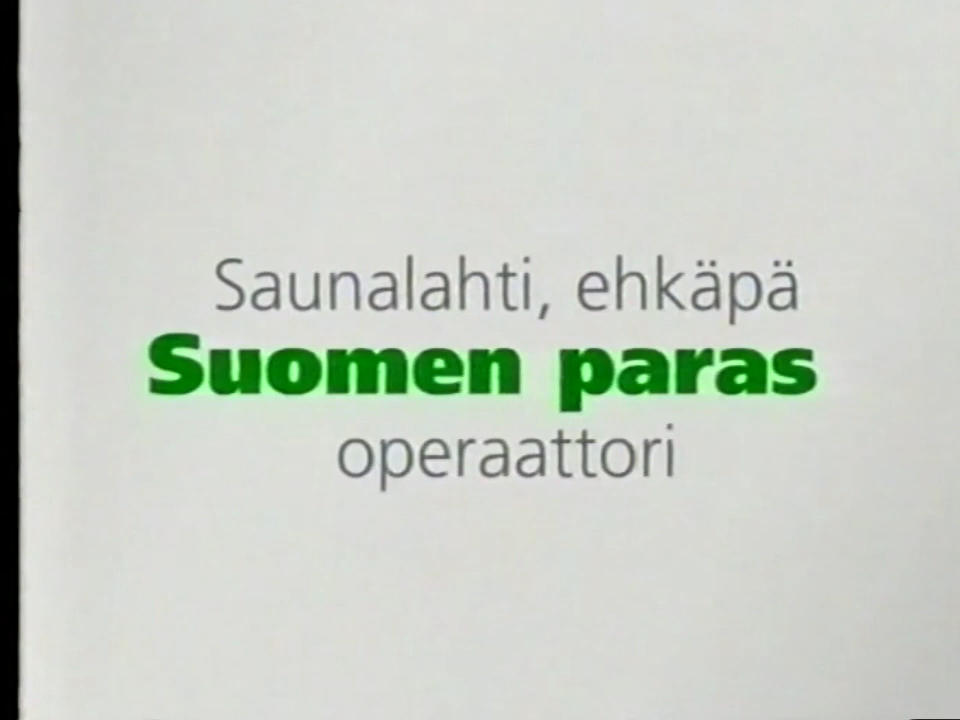 Saunalahti, ehkäpä
Suomen paras
operaattori